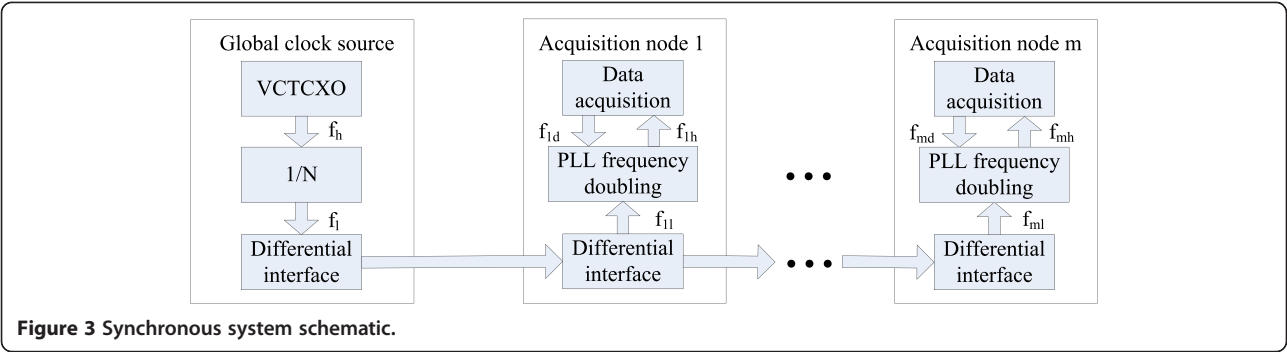 Global clock source
VCTCXO
fh
1/N
fl
Differential
interface
Acquisition node 1
Data
acquisition
f1d
f1h
PLL frequency
doubling
f1l
Differential
interface
Acquisition node m
Data
acquisition
fmd
fmh
PLL frequency
doubling
fml
Differential
interface
Figure 3 Synchronous system schematic.